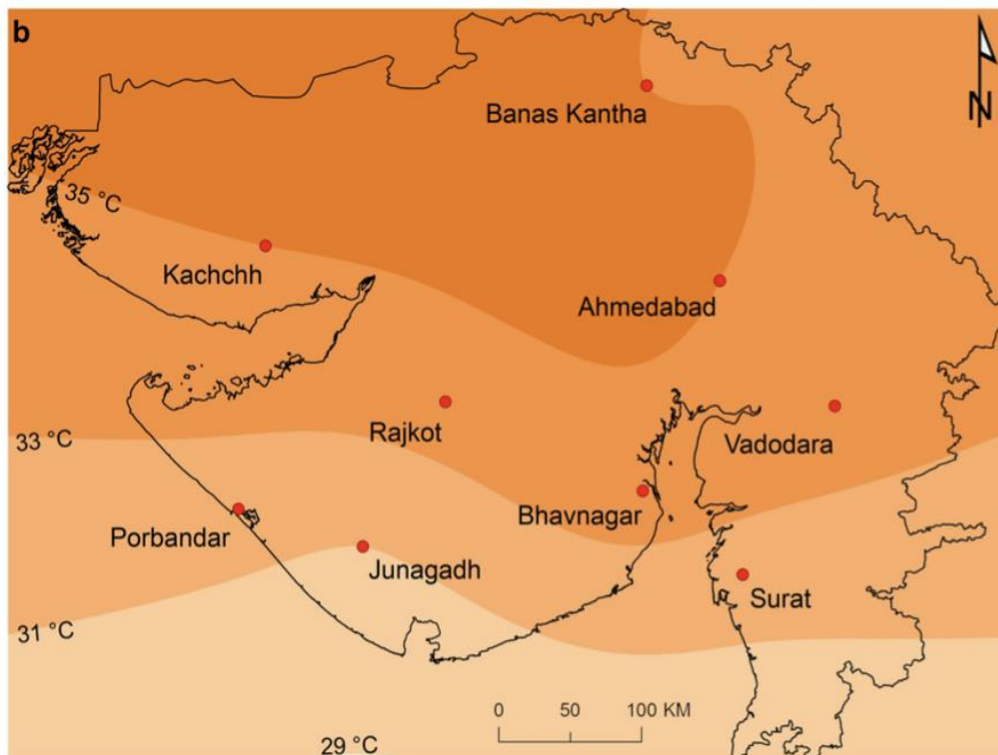 b
N
Banas Kantha
35 °C
Kachchh
Ahmedabad
Rajkot
33 °C
Vadodara
Bhavnagar
Porbandar
Junagadh
Surat
31 °C
0 50 100 KM
29 °C